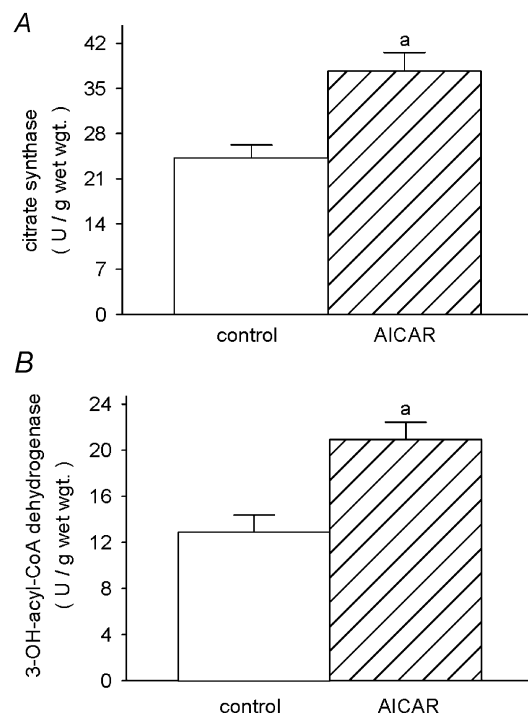 A
citrate synthase
( U / g wet wgt. )
42
35
28
21
14
7
0
a
control AICAR
B
3-OH-acyl-CoA dehydrogenase
( U / g wet wgt. )
24
20
16
12
8
4
0
a
control AICAR